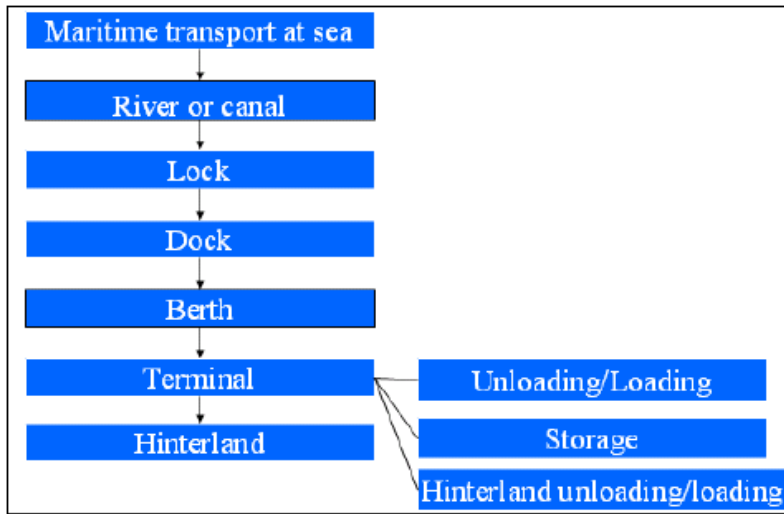 Maritime transport at sea
River or canal
Lock
Dock
Berth
Terminal
Unloading/Loading
Hinterland
Storage
Hinterland unloading/loading